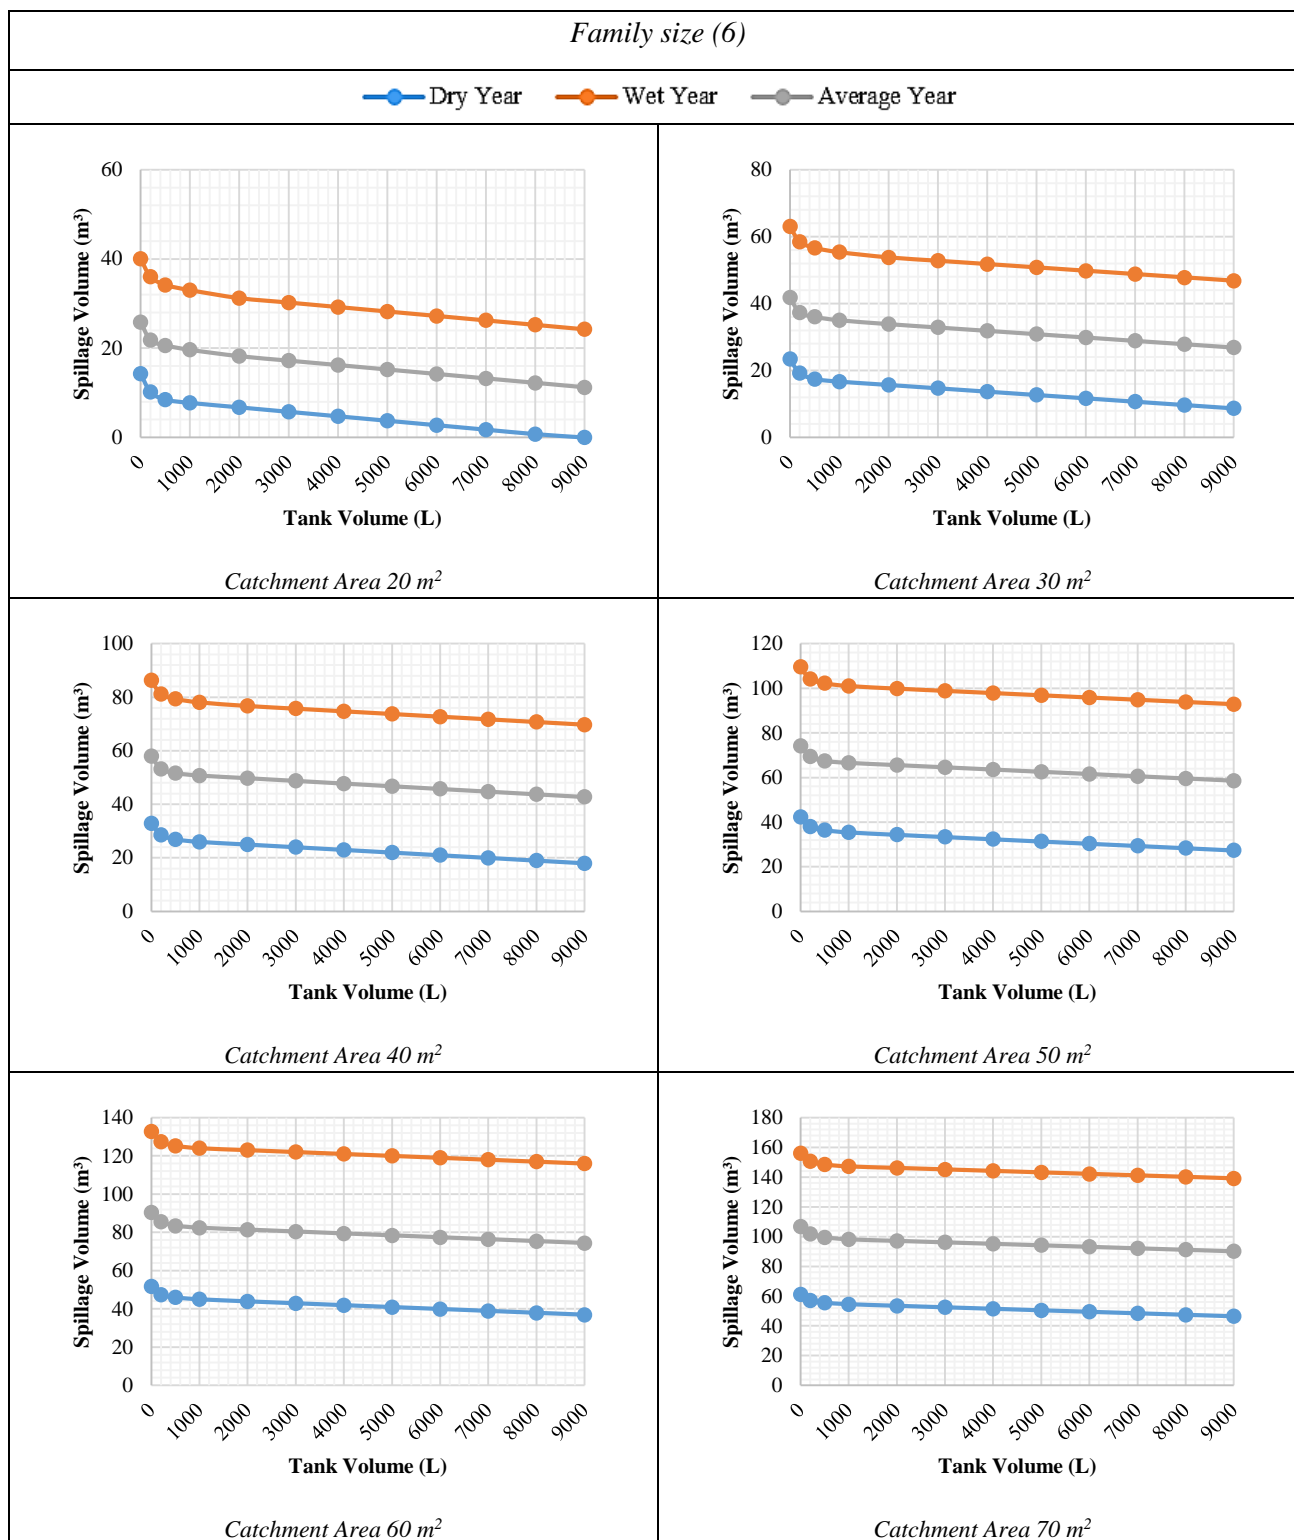 Family size (6)
Dry Year Wet Year Average Year
60
40
20
0
Spillage Volume (m³)
0 1000 2000 3000 4000 5000 6000 7000 8000 9000
Tank Volume (L)
Catchment Area 20 m²
80
60
40
20
0
Spillage Volume (m³)
0 1000 2000 3000 4000 5000 6000 7000 8000 9000
Tank Volume (L)
Catchment Area 30 m²
100
80
60
40
20
0
Spillage Volume (m³)
0 1000 2000 3000 4000 5000 6000 7000 8000 9000
Tank Volume (L)
Catchment Area 40 m²
120
100
80
60
40
20
0
Spillage Volume (m³)
0 1000 2000 3000 4000 5000 6000 7000 8000 9000
Tank Volume (L)
Catchment Area 50 m²
140
120
100
80
60
40
20
0
Spillage Volume (m³)
0 1000 2000 3000 4000 5000 6000 7000 8000 9000
Tank Volume (L)
Catchment Area 60 m²
180
160
140
120
100
80
60
40
20
0
Spillage Volume (m³)
0 1000 2000 3000 4000 5000 6000 7000 8000 9000
Tank Volume (L)
Catchment Area 70 m²